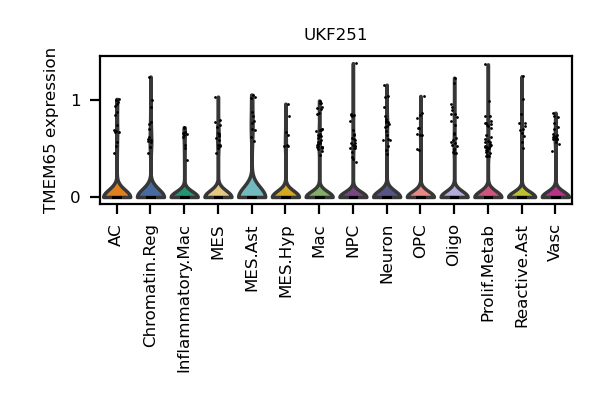 UKF251
TMEM65 expression
1
0
AC
Chromatin.Reg
Inflammatory.Mac
MES
MES.Ast
MES.Hyp
Mac
NPC
Neuron
OPC
Oligo
Prolif.Metab
Reactive.Ast
Vasc